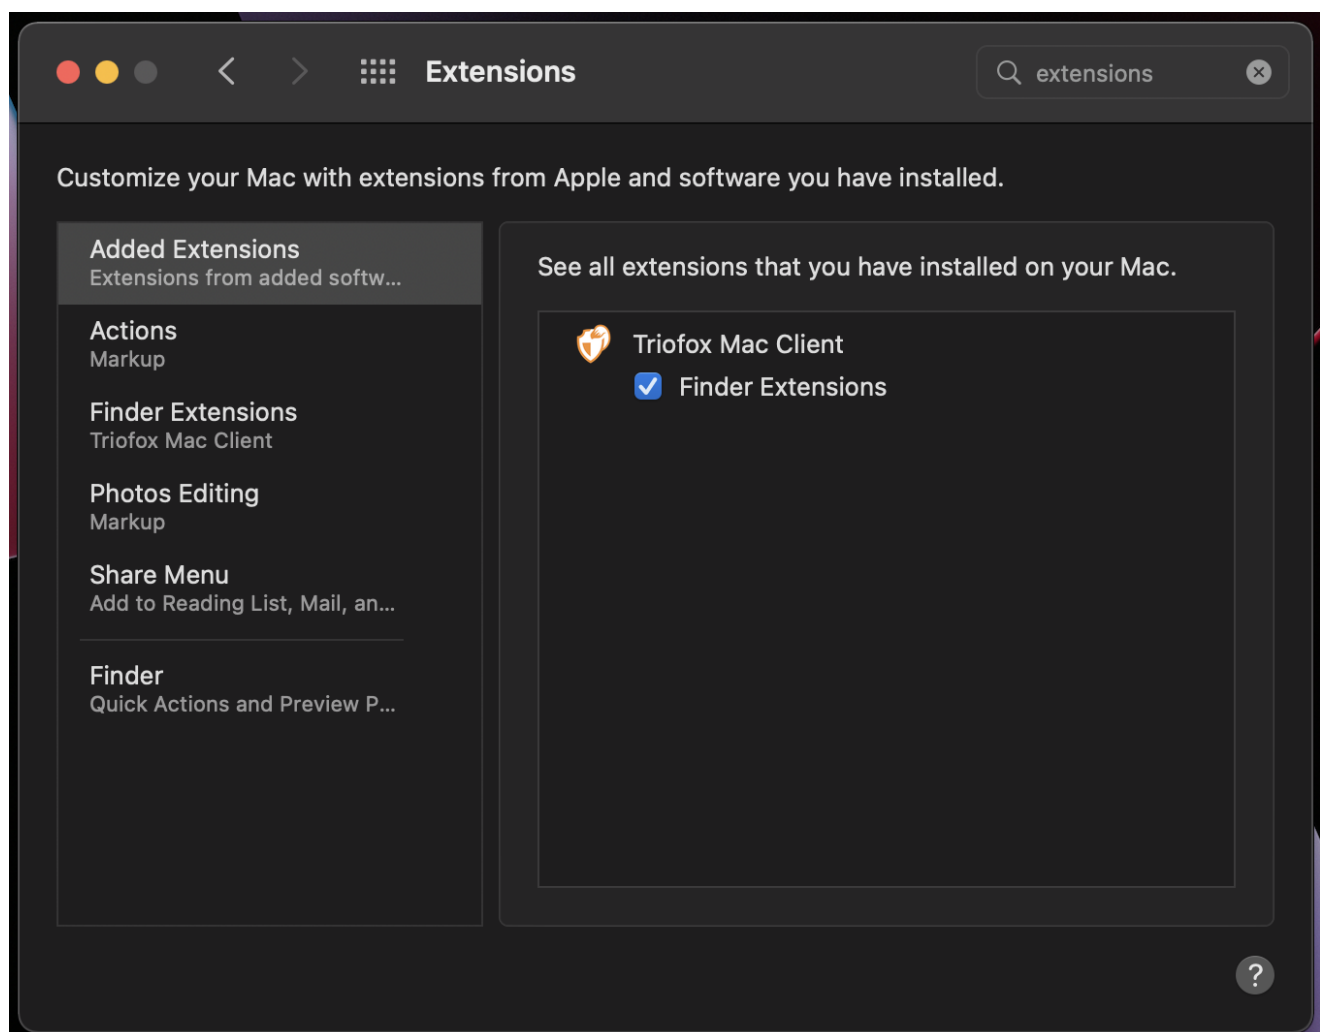 Extensions
extensions
Customize your Mac with extensions from Apple and software you have installed.
Added Extensions
Extensions from added softw...
Actions
Markup
Finder Extensions
Triofox Mac Client
Photos Editing
Markup
Share Menu
Add to Reading List, Mail, an...
Finder
Quick Actions and Preview P...
See all extensions that you have installed on your Mac.
Triofox Mac Client
Finder Extensions
?